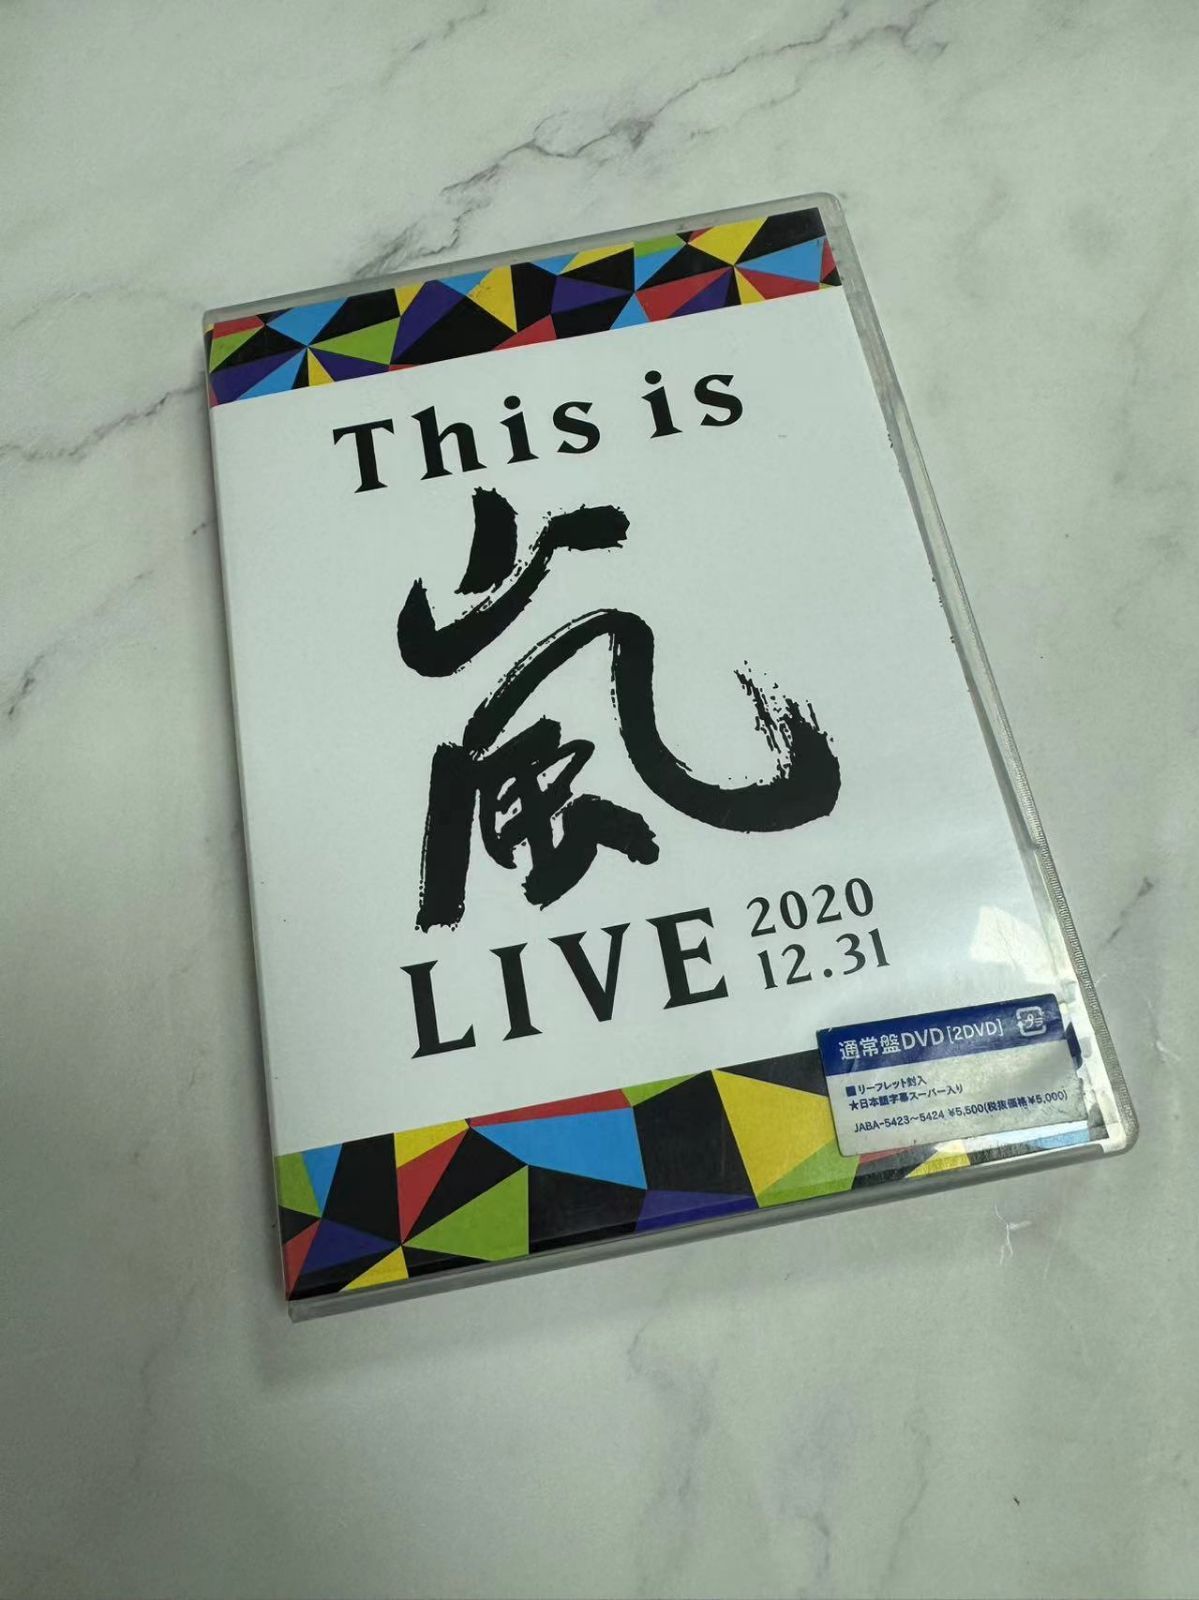 This is
嵐
LIVE 2020
12.31
通常盤DVD[2DVD]
■リーフレット封入
★日本語字幕スーパー入り
JABA-5423〜5424 ¥5,500(税抜価格¥5,000)